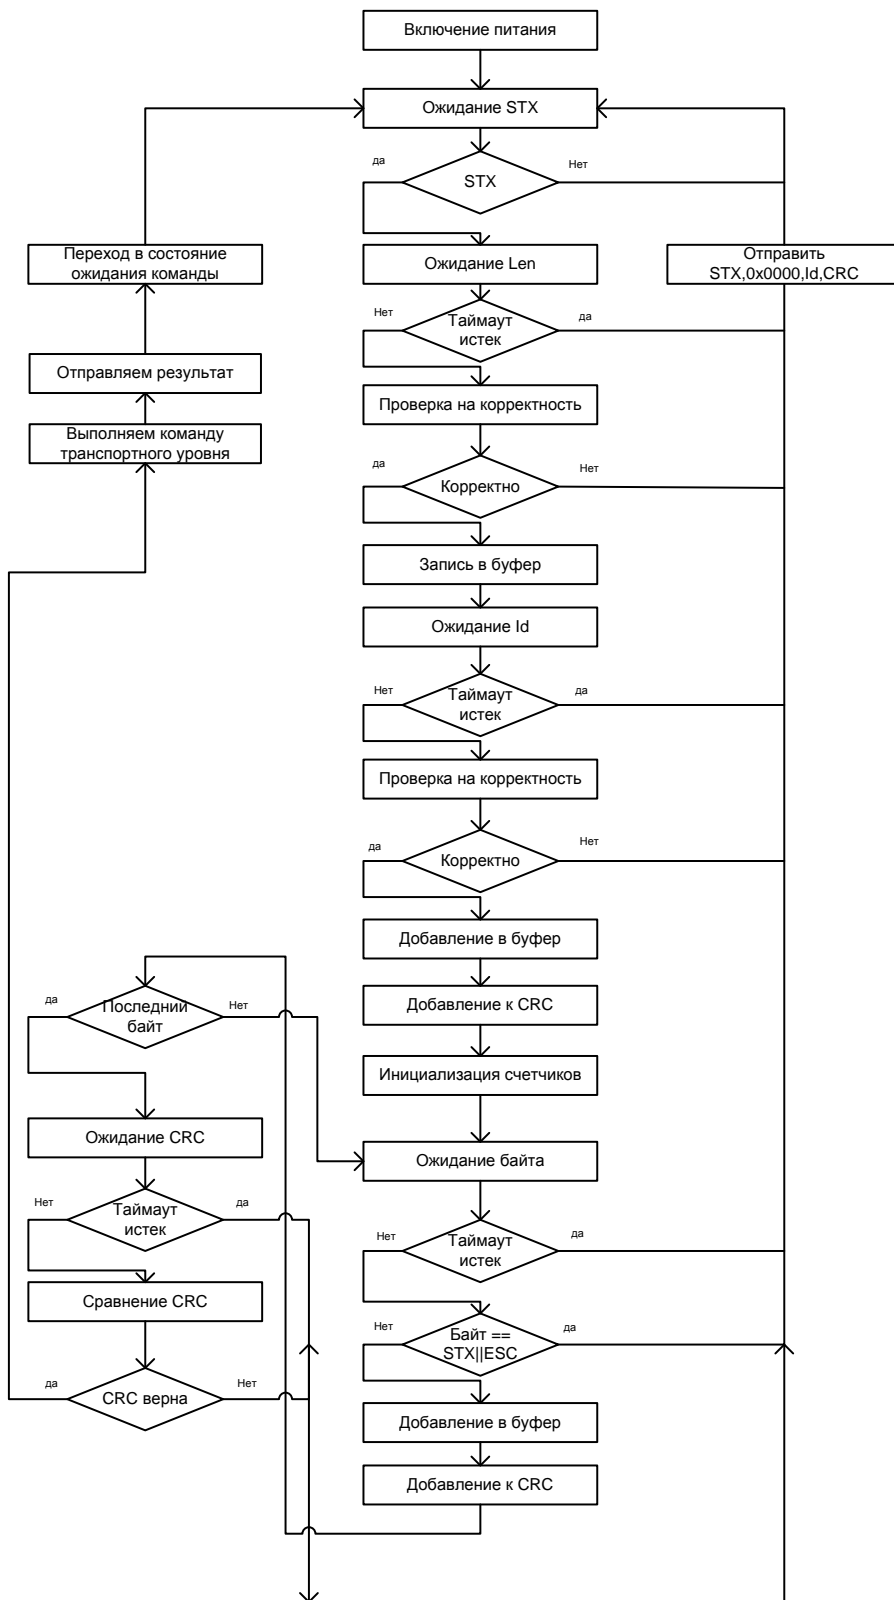 Включение питания
Ожидание STX
да
Нет
STX
Переход в состояние
ожидания команды
Ожидание Len
Отправить
STX,0x0000,Id,CRC
Нет
да
Таймаут
истек
Отправляем результат
Проверка на корректность
Выполняем команду
транспортного уровня
да
Нет
Корректно
Запись в буфер
Ожидание Id
Нет
да
Таймаут
истек
Проверка на корректность
да
Нет
Корректно
Добавление в буфер
да
Нет
Последний
байт
Добавление к CRC
Инициализация счетчиков
Ожидание CRC
Ожидание байта
Нет
да
Таймаут
истек
Нет
да
Таймаут
истек
Сравнение CRC
Нет
да
Байт ==
STX||ESC
да
Нет
CRC верна
Добавление в буфер
Добавление к CRC